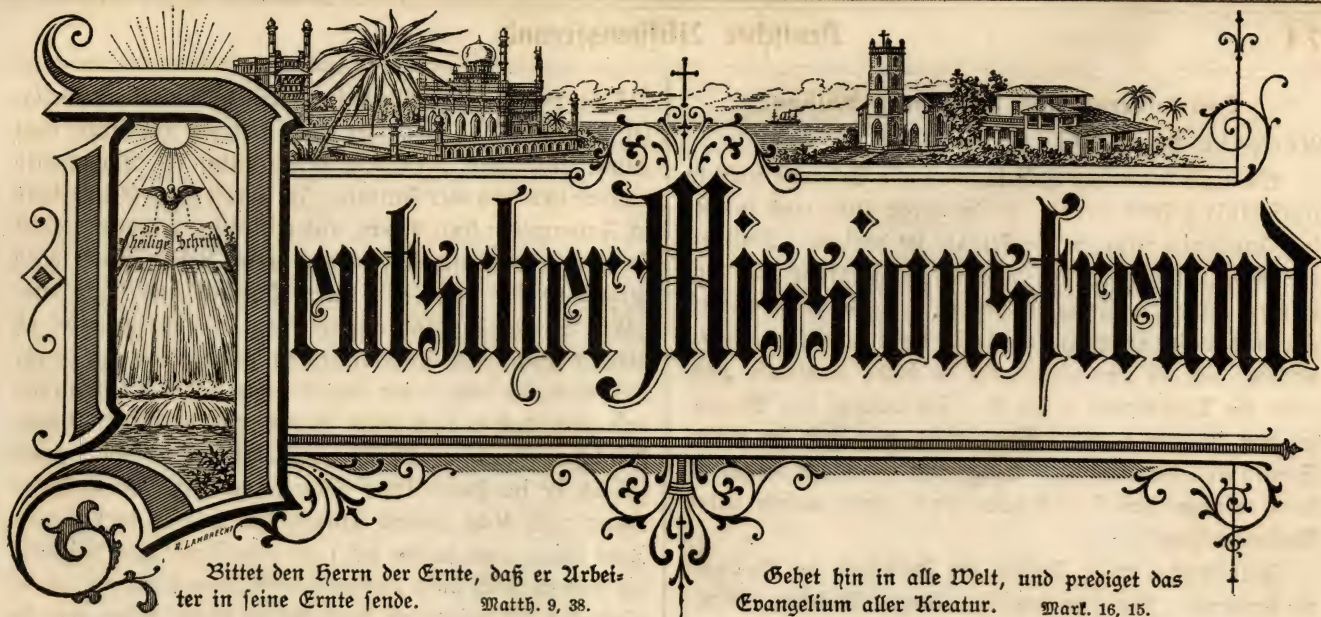 Die heilige Schrift
Deutscher Missionsfreund
A. LAMBRECHT
Bittet den Herrn der Ernte, daß er Arbei-
ter in seine Ernte sende. Matth. 9, 38.
Gehet hin in alle Welt, und prediget das
Evangelium aller Kreatur. Mark. 16, 15.